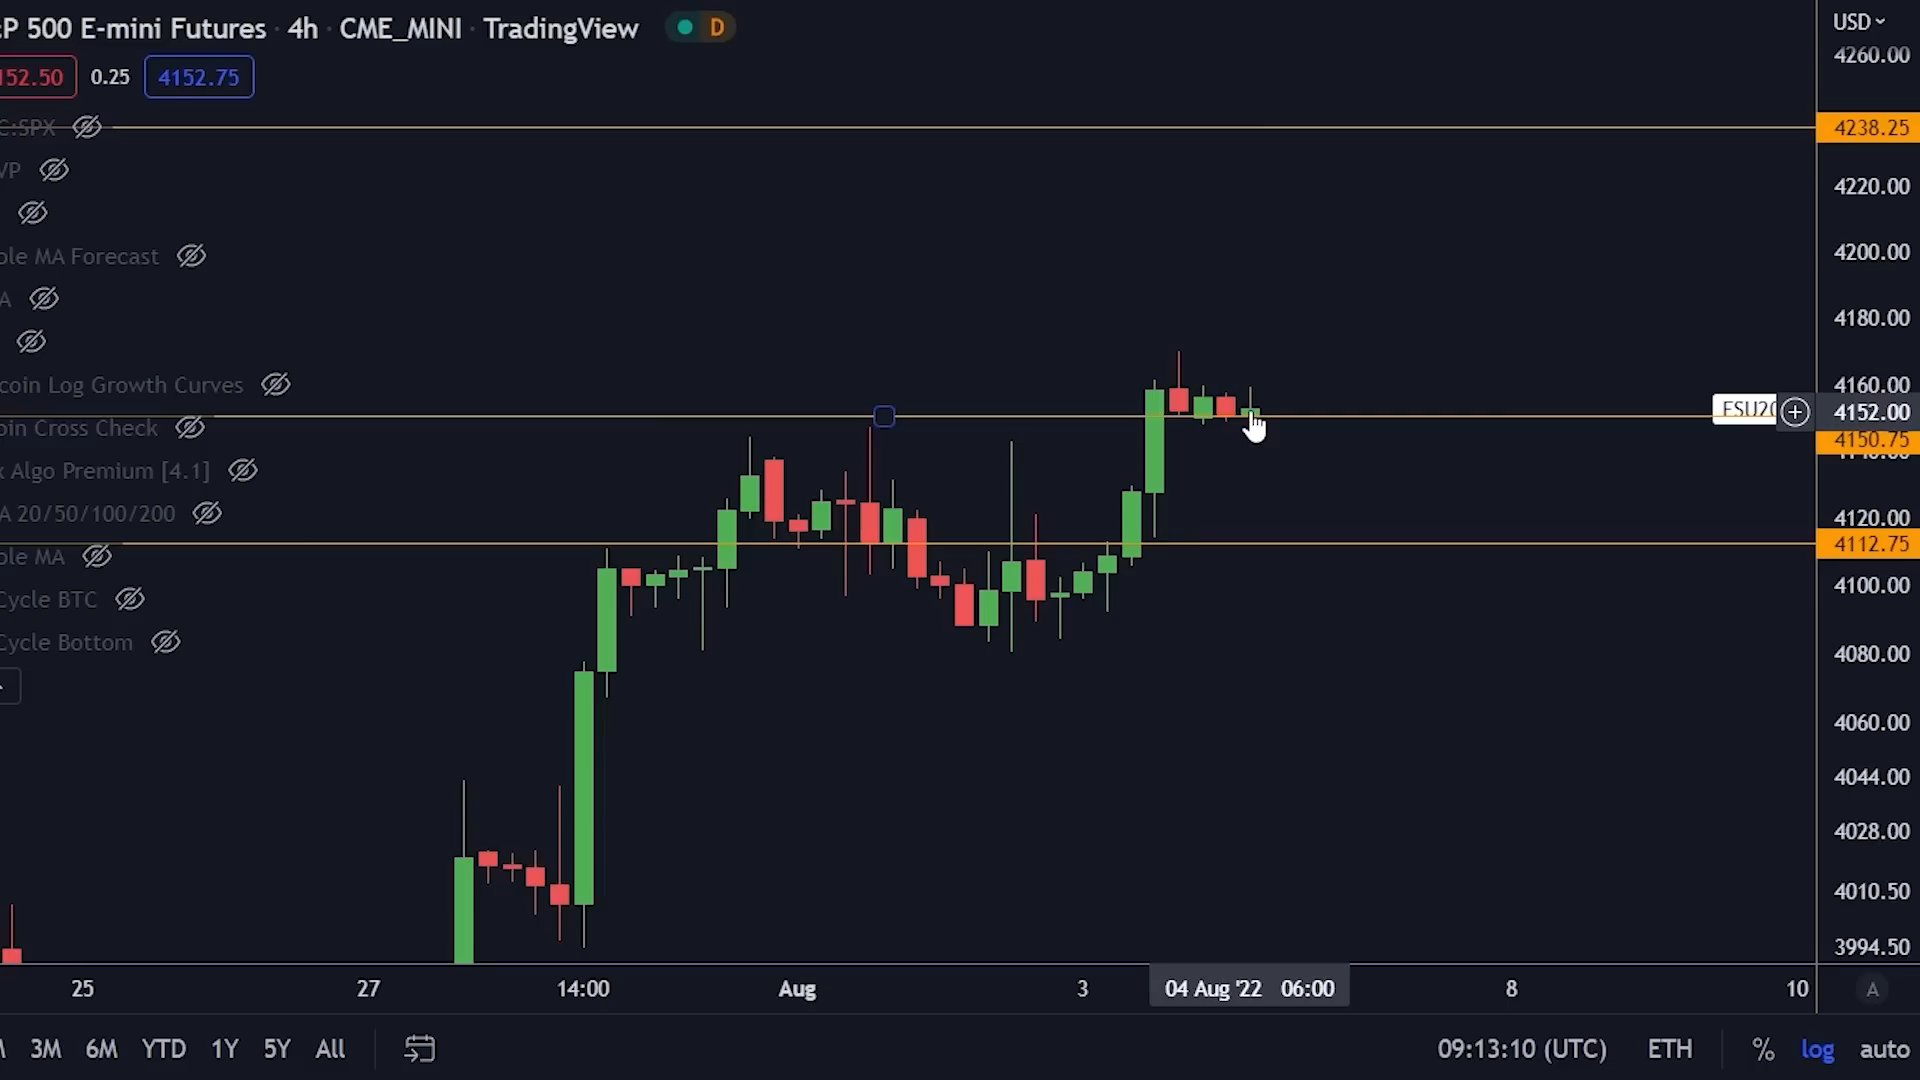 P 500 E-mini Futures · 4h · CME_MINI · TradingView D
USD
4260.00
152.50 0.25 4152.75
C:SPX
4238.25
VP
4220.00
ole MA Forecast
4200.00
A
4180.00
coin Log Growth Curves
4160.00
ESU20 4152.00
oin Cross Check
4150.75
x Algo Premium [4.1]
A 20/50/100/200
4120.00
4112.75
ole MA
4100.00
Cycle BTC
Cycle Bottom
4080.00
4060.00
4044.00
4028.00
4010.50
3994.50
25 27 14:00 Aug 3 04 Aug '22 06:00 8 10 A
3M 6M YTD 1Y 5Y All 09:13:10 (UTC) ETH % log auto